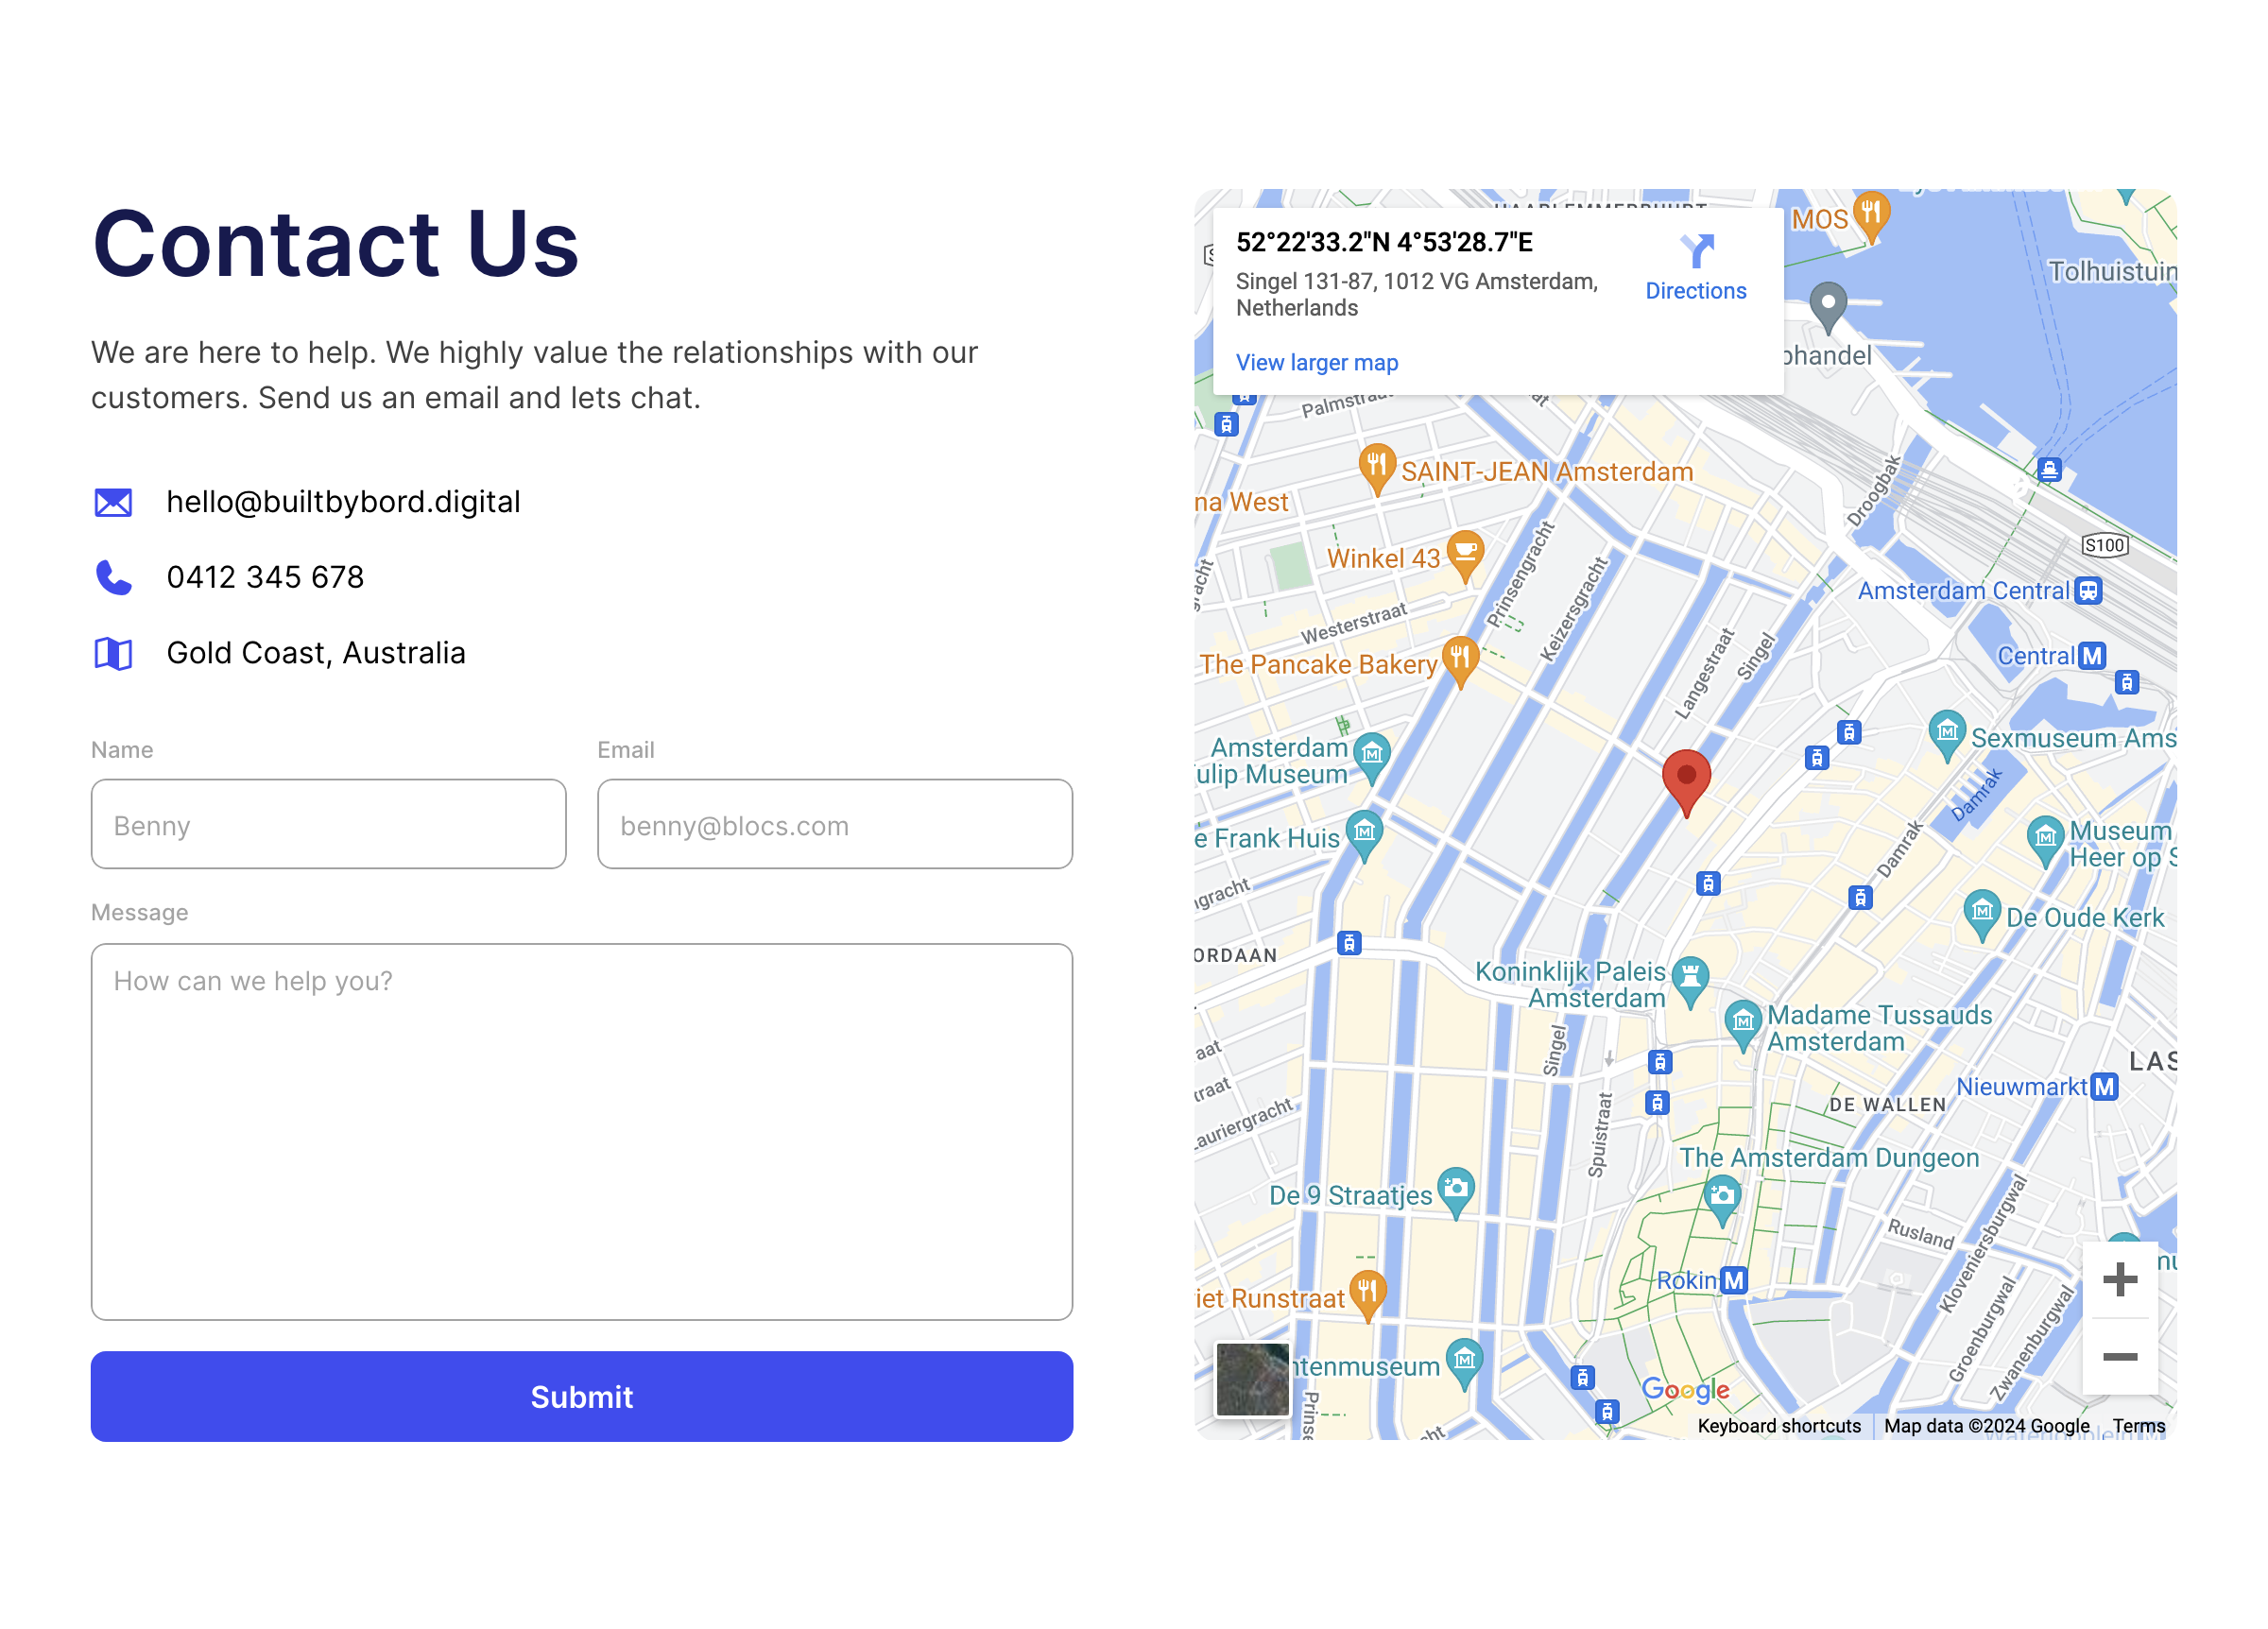 Contact Us
We are here to help. We highly value the relationships with our
customers. Send us an email and lets chat.
hello@builtbybord.digital
0412 345 678
Gold Coast, Australia
Name
Email
Benny
benny@blocs.com
Message
How can we help you?
Submit
52°22'33.2"N 4°53'28.7"E
Singel 131-87, 1012 VG Amsterdam,
Netherlands
Directions
View larger map
MOS
Tolhuistuin
ohandel
Palmstraat
SAINT-JEAN Amsterdam
na West
Droogbak
Winkel 43
S100
Prinsengracht
Keizersgracht
gracht
Amsterdam Central
Westerstraat
The Pancake Bakery
Langestraat
Singel
Central M
Amsterdam
ulip Museum
Sexmuseum Ams
Damrak
e Frank Huis
Damrak
Museum
Heer op S
ngracht
De Oude Kerk
ORDAAN
Koninklijk Paleis
Amsterdam
Madame Tussauds
Amsterdam
Singel
aat
traat
LAS
Nieuwmarkt M
DE WALLEN
Lauriergracht
Spuistraat
The Amsterdam Dungeon
De 9 Straatjes
Rusland
Kloveniersburgwal
Rokin M
iet Runstraat
Groenburgwal
Zwanenburgwal
ntenmuseum
Prinse
Google
Keyboard shortcuts
Map data ©2024 Google
Terms